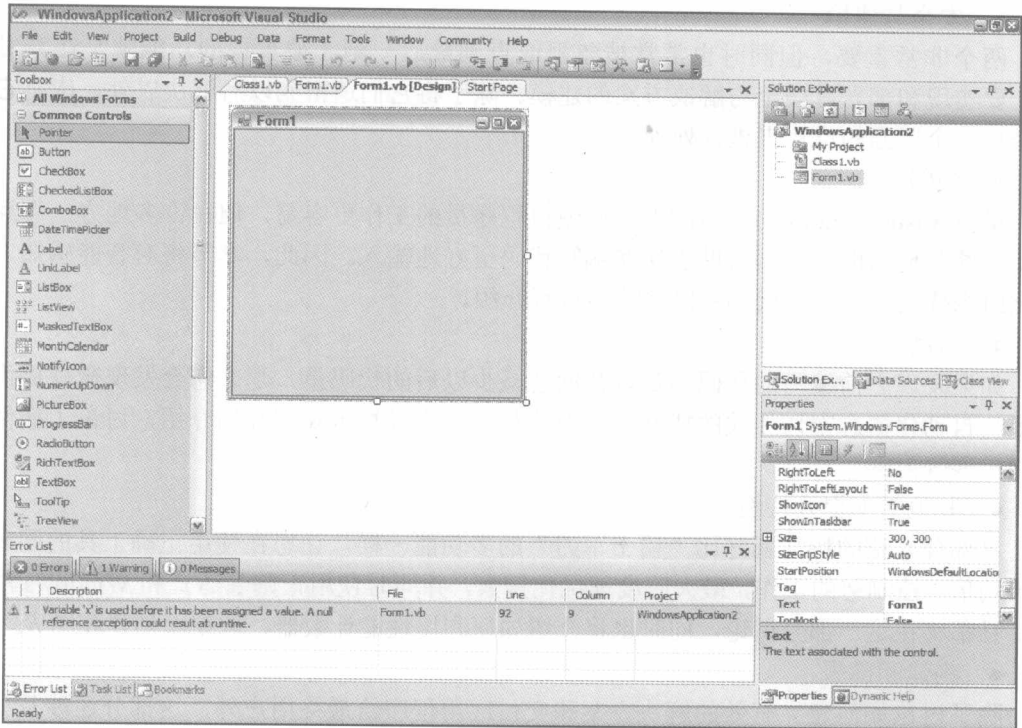 WindowsApplication2 - Microsoft Visual Studio
File Edit View Project Build Debug Data Format Tools Window Community Help
Toolbox
All Windows Forms
Common Controls
Pointer
Button
CheckBox
CheckedListBox
ComboBox
DateTimePicker
A Label
A LinkLabel
ListBox
ListView
MaskedTextBox
MonthCalendar
NotifyIcon
NumericUpDown
PictureBox
ProgressBar
RadioButton
RichTextBox
abl TextBox
ToolTip
TreeView
Class1.vb Form1.vb Form1.vb [Design] Start Page
Form1
Solution Explorer
WindowsApplication2
My Project
Class1.vb
Form1.vb
Solution Ex... Data Sources Class View
Properties
Form1 System.Windows.Forms.Form
RightToLeft No
RightToLeftLayout False
ShowIcon True
ShowInTaskbar True
Size 300, 300
SizeGripStyle Auto
StartPosition WindowsDefaultLocatio
Tag
Text Form1
TopMost False
Text
The text associated with the control.
Properties Dynamic Help
Error List
0 Errors 1 Warning 0 Messages
Description File Line Column Project
1 Variable 'x' is used before it has been assigned a value. A null Form1.vb 92 9 WindowsApplication2
reference exception could result at runtime.
Error List Task List Bookmarks
Ready